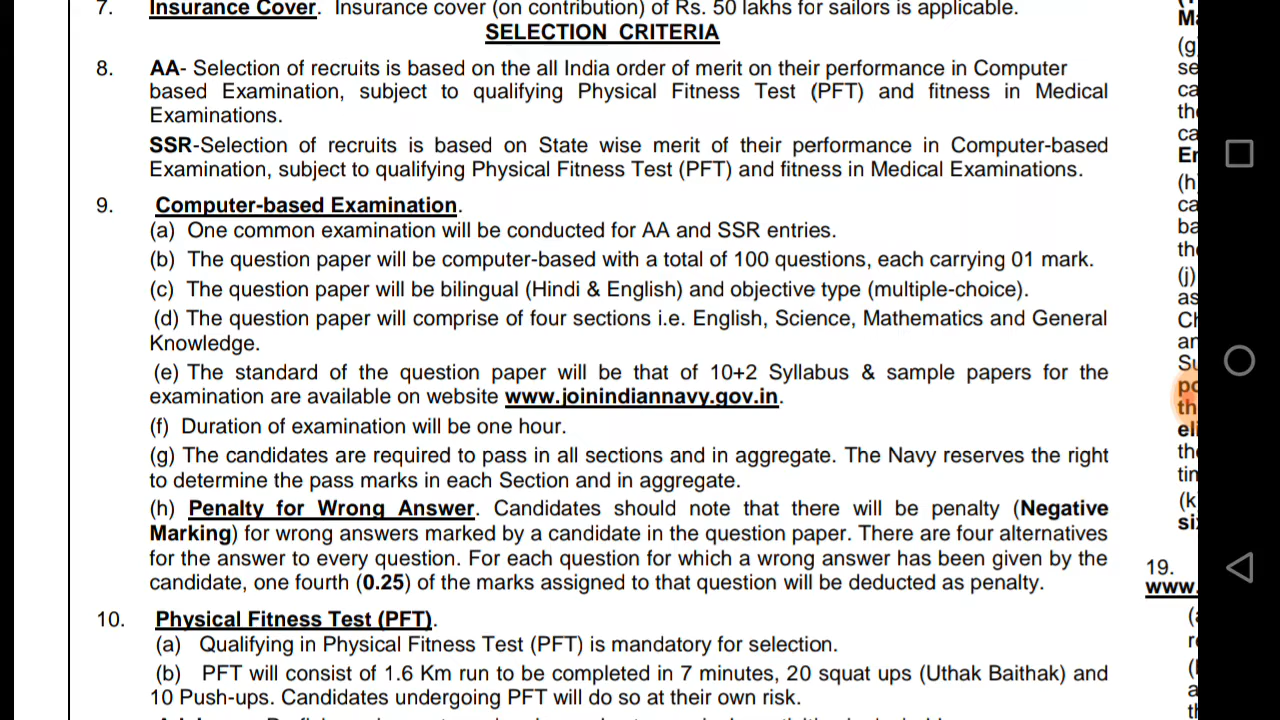 7. Insurance Cover. Insurance cover (on contribution) of Rs. 50 lakhs for sailors is applicable.
SELECTION CRITERIA
8. AA- Selection of recruits is based on the all India order of merit on their performance in Computer
based Examination, subject to qualifying Physical Fitness Test (PFT) and fitness in Medical
Examinations.
SSR-Selection of recruits is based on State wise merit of their performance in Computer-based
Examination, subject to qualifying Physical Fitness Test (PFT) and fitness in Medical Examinations.
9. Computer-based Examination.
(a) One common examination will be conducted for AA and SSR entries.
(b) The question paper will be computer-based with a total of 100 questions, each carrying 01 mark.
(c) The question paper will be bilingual (Hindi & English) and objective type (multiple-choice).
(d) The question paper will comprise of four sections i.e. English, Science, Mathematics and General
Knowledge.
(e) The standard of the question paper will be that of 10+2 Syllabus & sample papers for the
examination are available on website www.joinindiannavy.gov.in.
(f) Duration of examination will be one hour.
(g) The candidates are required to pass in all sections and in aggregate. The Navy reserves the right
to determine the pass marks in each Section and in aggregate.
(h) Penalty for Wrong Answer. Candidates should note that there will be penalty (Negative
Marking) for wrong answers marked by a candidate in the question paper. There are four alternatives
for the answer to every question. For each question for which a wrong answer has been given by the
candidate, one fourth (0.25) of the marks assigned to that question will be deducted as penalty.
10. Physical Fitness Test (PFT).
(a) Qualifying in Physical Fitness Test (PFT) is mandatory for selection.
(b) PFT will consist of 1.6 Km run to be completed in 7 minutes, 20 squat ups (Uthak Baithak) and
10 Push-ups. Candidates undergoing PFT will do so at their own risk.
(g)
se
ca
the
ca
(h)
ca
ba
the
(j)
as
an
the
tin
(k)
19.
www.